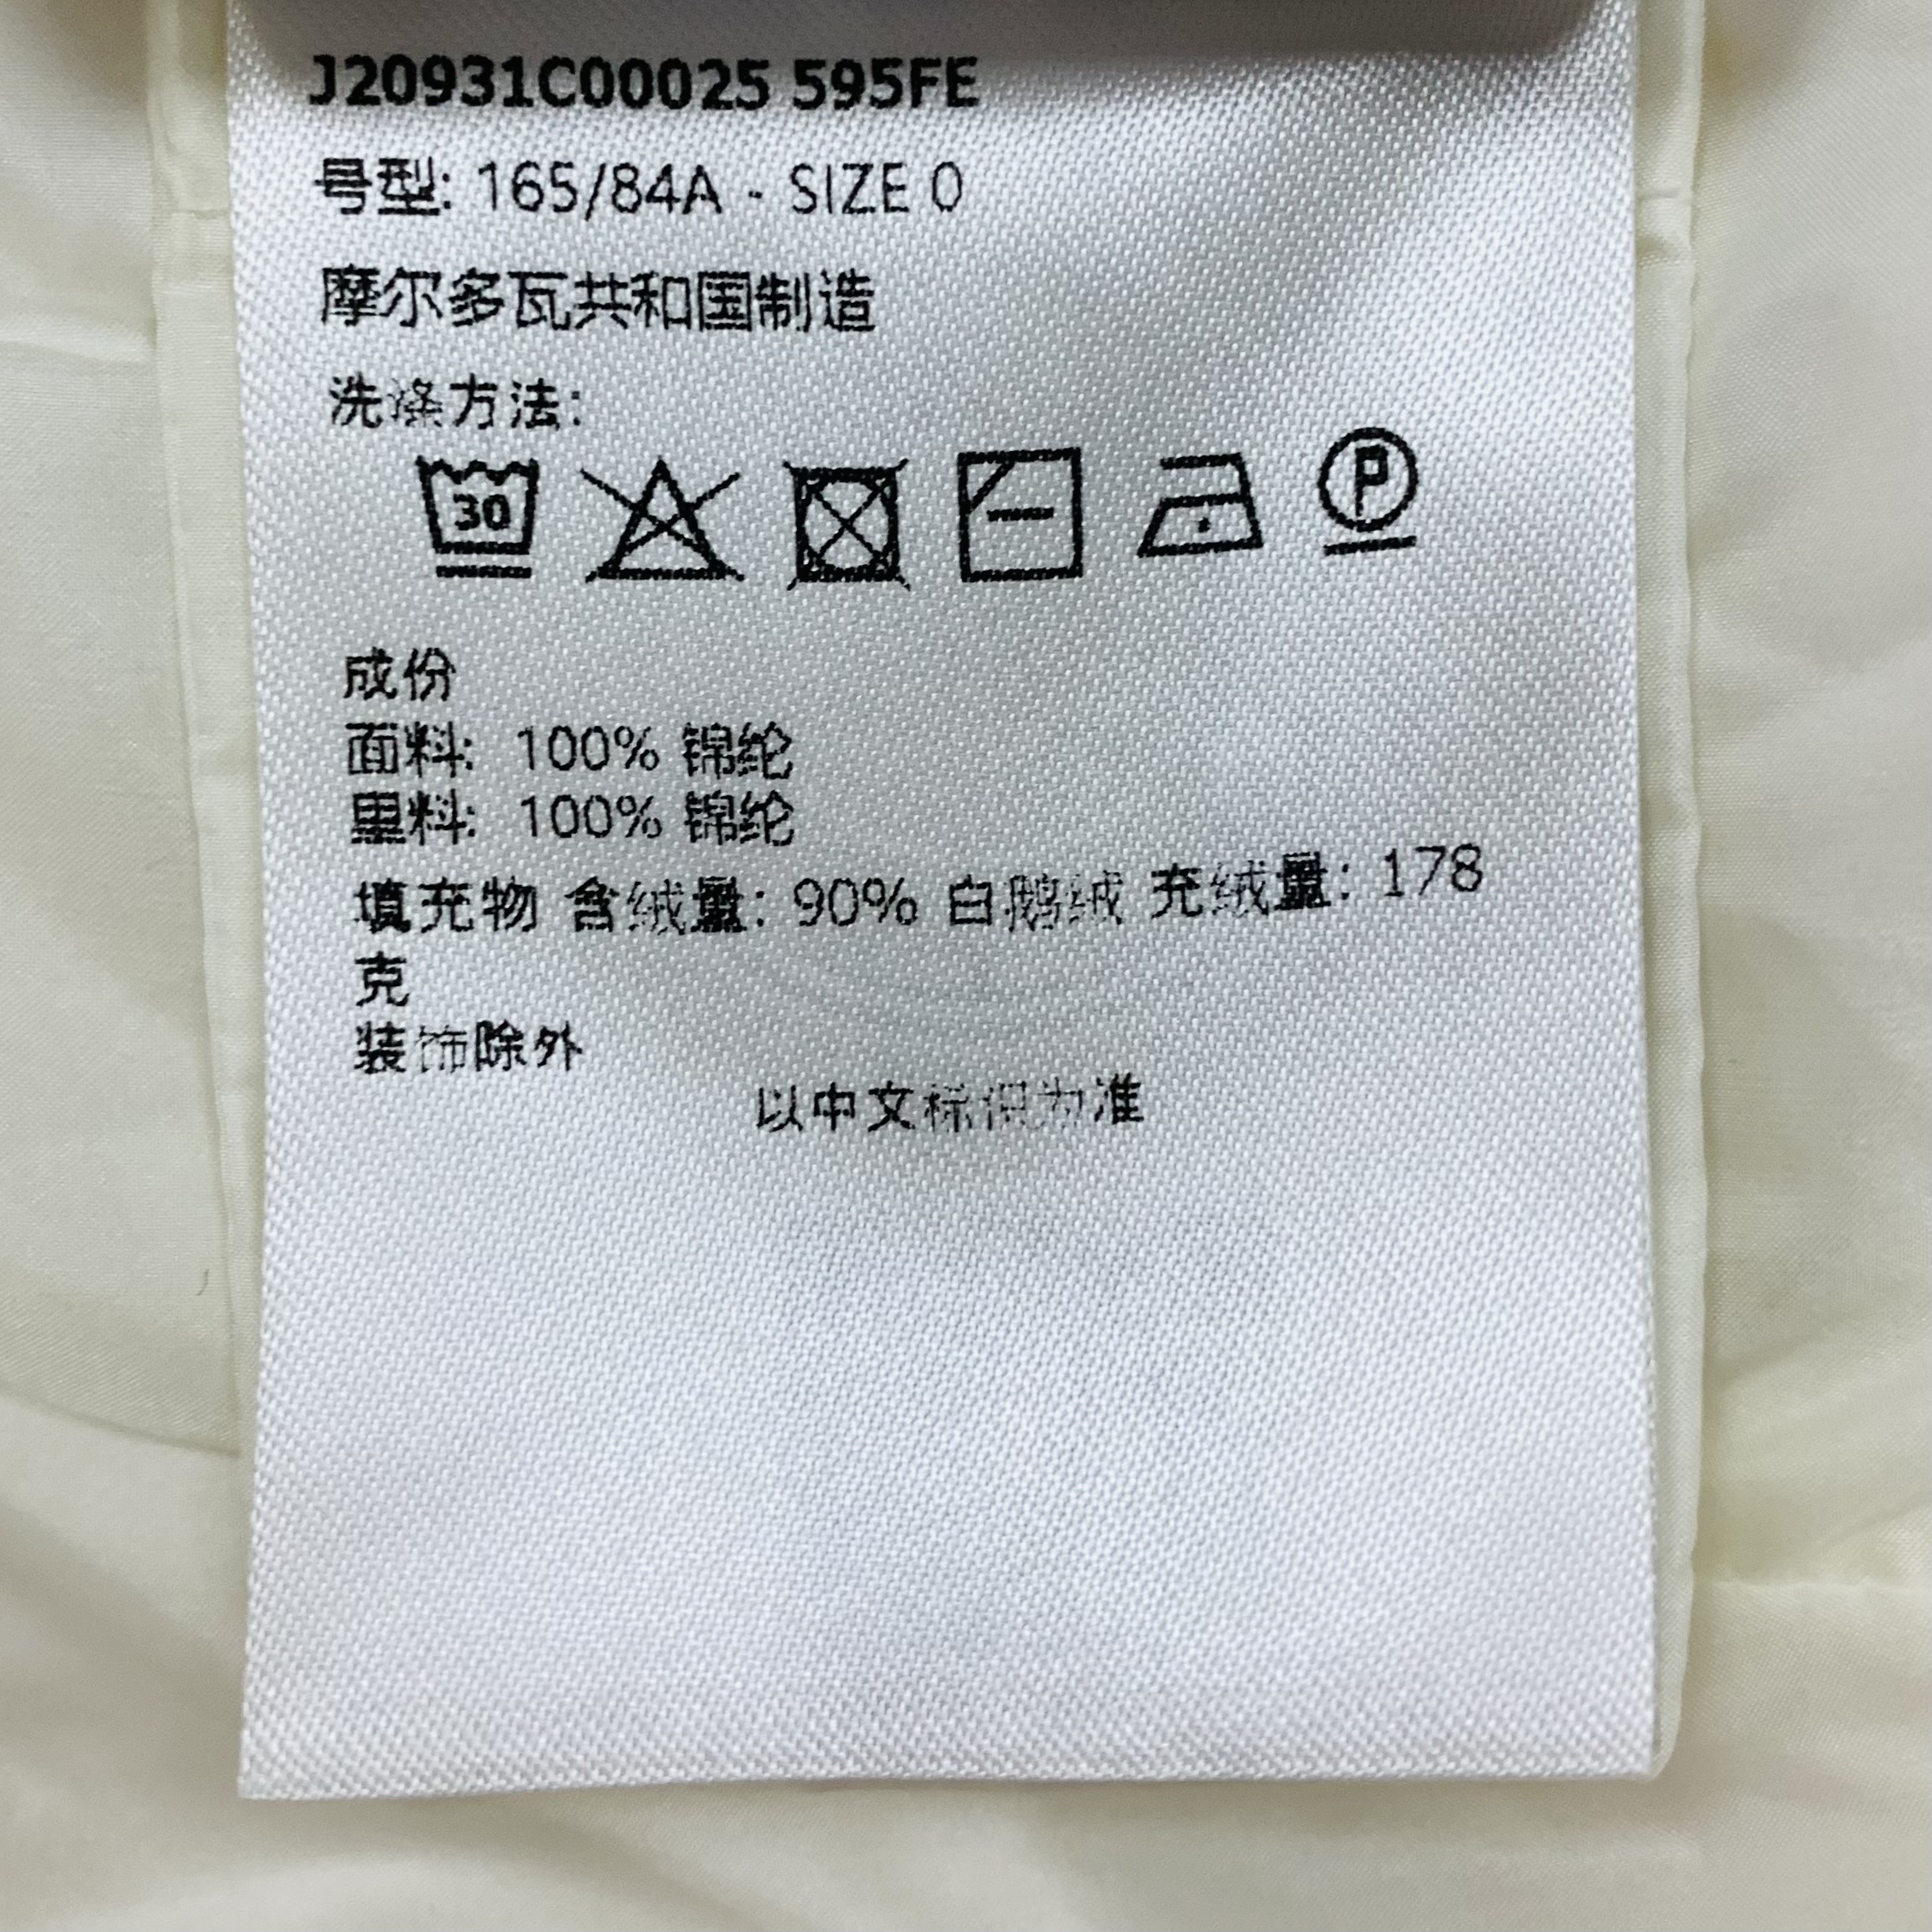 J20931C00025 595FE
号型: 165/84A - SIZE 0
摩尔多瓦共和国制造
洗涤方法:
30
P
成份
面料: 100% 锦纶
里料: 100% 锦纶
填充物 含绒量: 90% 白鹅绒 充绒量: 178
克
装饰除外
以中文标识为准